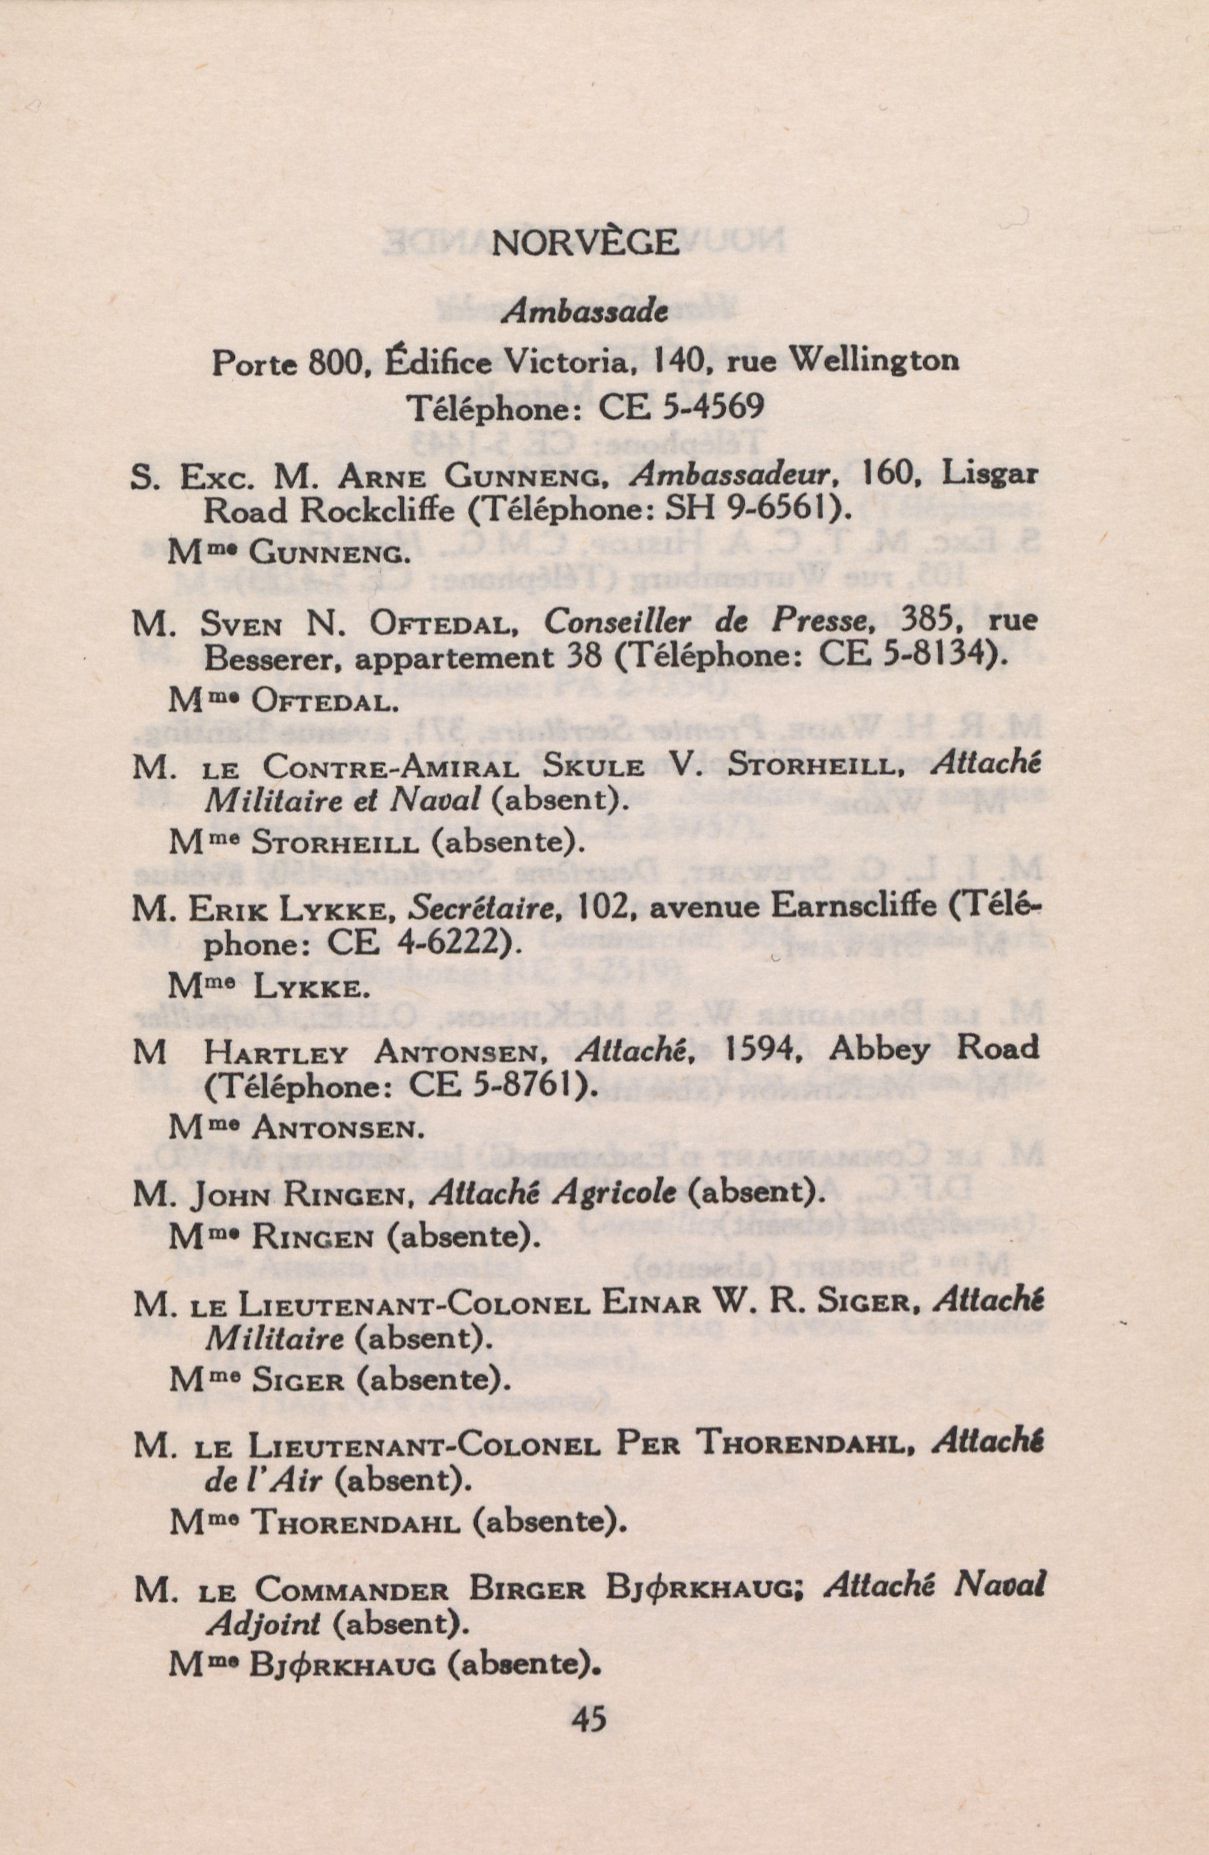 NORVÈGE
Ambassade
Porte 800, Édifice Victoria, 140, rue Wellington
Téléphone: CE 5-4569
S. Exc. M. Arne Gunneng, Ambassadeur, 160, Lisgar
Road Rockcliffe (Téléphone: SH 9-6561).
Mme Gunneng.
M. Sven N. Oftedal, Conseiller de Presse, 385, rue
Besserer, appartement 38 (Téléphone: CE 5-8134).
Mme Oftedal.
M. le Contre-Amiral Skule V. Storheill, Attaché
Militaire et Naval (absent).
Mme Storheill (absente).
M. Erik Lykke, Secrétaire, 102, avenue Earnscliffe (Télé-
phone: CE 4-6222).
Mme Lykke.
M Hartley Antonsen, Attaché, 1594, Abbey Road
(Téléphone: CE 5-8761).
Mme Antonsen.
M. John Ringen, Attaché Agricole (absent).
Mme Ringen (absente).
M. le Lieutenant-Colonel Einar W. R. Siger, Attaché
Militaire (absent).
Mme Siger (absente).
M. le Lieutenant-Colonel Per Thorendahl, Attaché
de l'Air (absent).
Mme Thorendahl (absente).
M. le Commander Birger Bjϕrkhaug; Attaché Naval
Adjoint (absent).
Mme Bjϕrkhaug (absente).
45